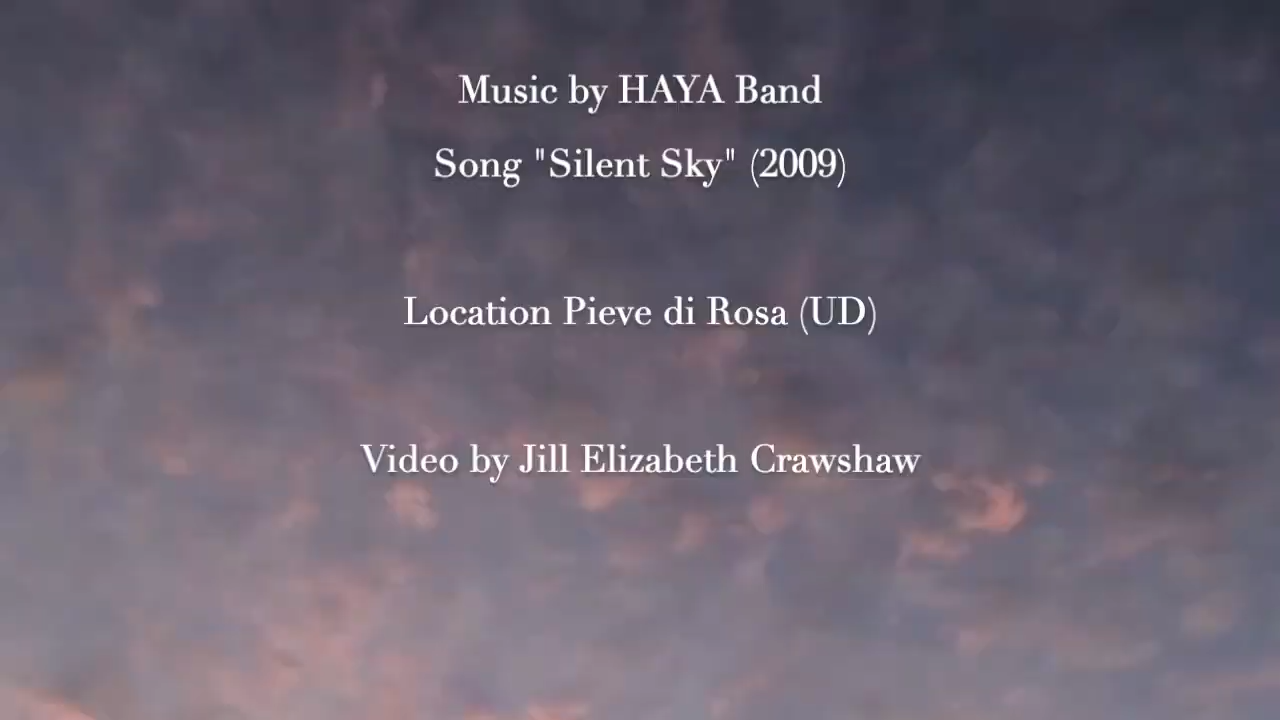 Music by HAYA Band
Song "Silent Sky" (2009)
Location Pieve di Rosa (UD)
Video by Jill Elizabeth Crawshaw